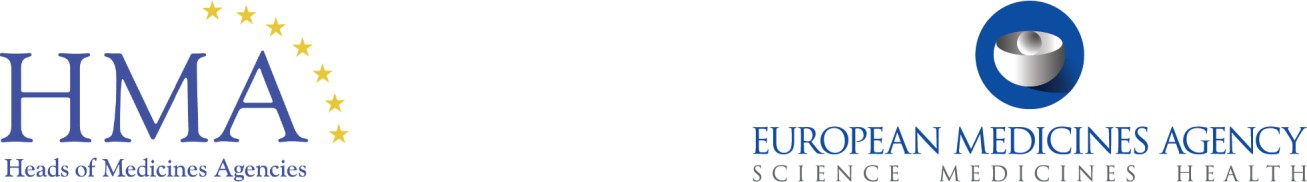 HMA
Heads of Medicines Agencies
EUROPEAN MEDICINES AGENCY
SCIENCE MEDICINES HEALTH